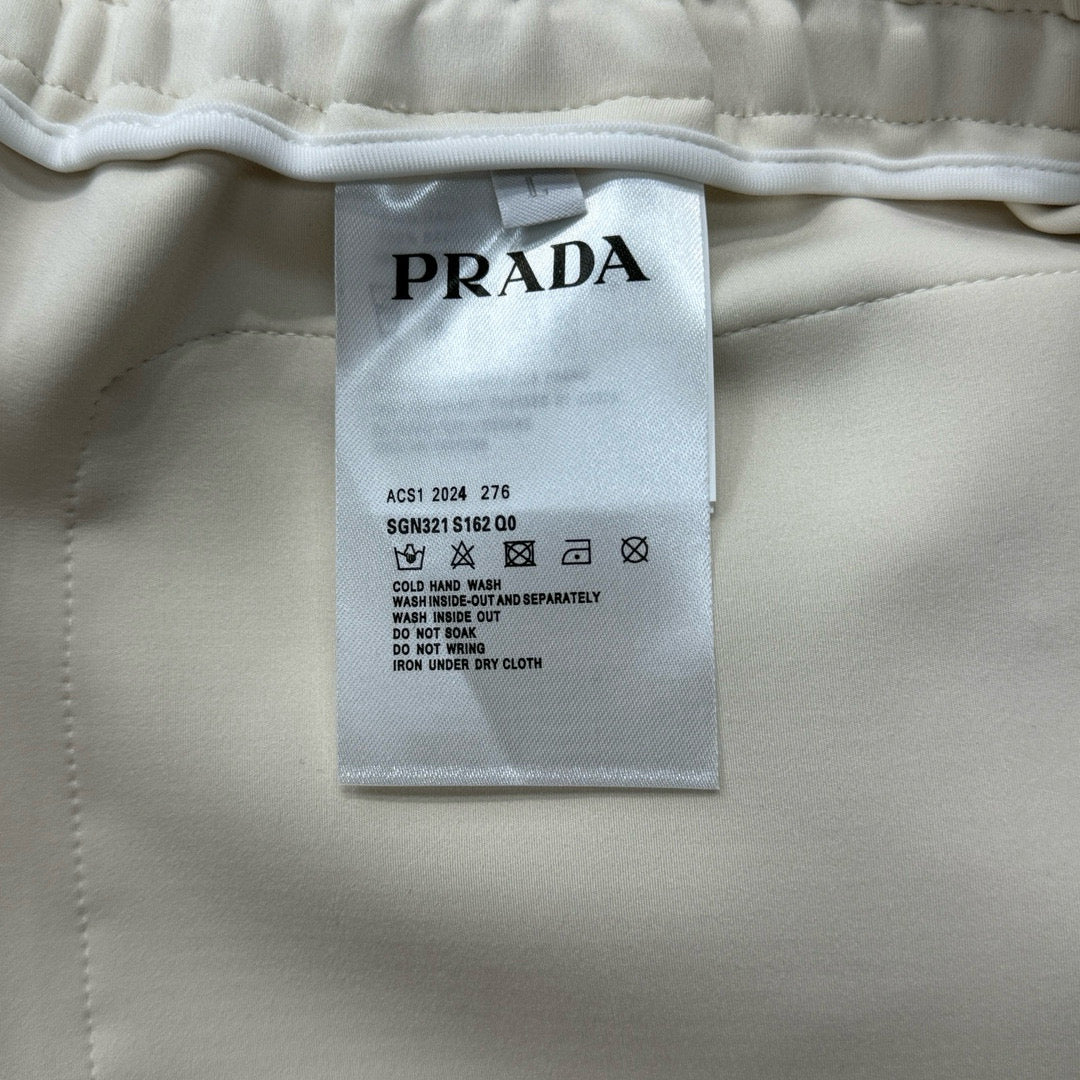 L
PRADA
ACS1 2024 276
SGN321 S162 Q0
COLD HAND WASH
WASH INSIDE-OUT AND SEPARATELY
WASH INSIDE OUT
DO NOT SOAK
DO NOT WRING
IRON UNDER DRY CLOTH